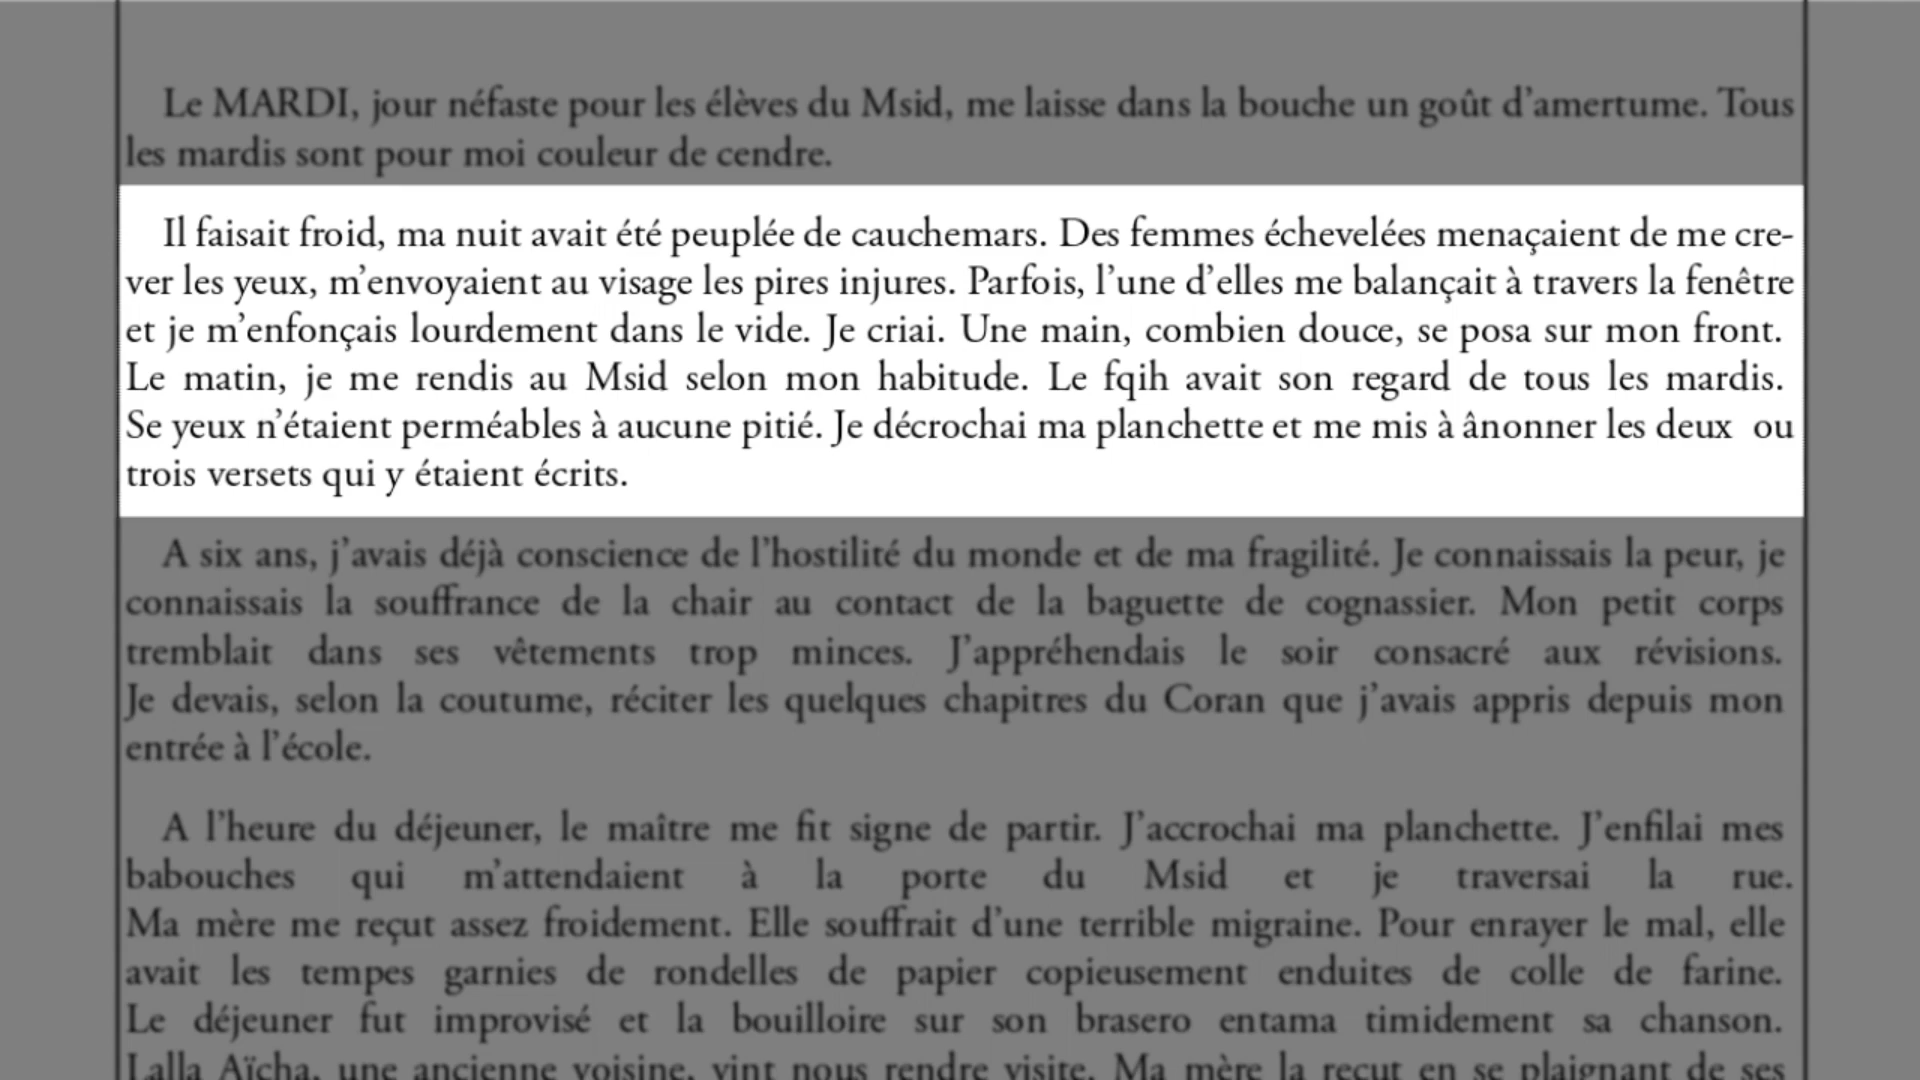 Le MARDI, jour néfaste pour les élèves du Msid, me laisse dans la bouche un goût d'amertume. Tous
les mardis sont pour moi couleur de cendre.
Il faisait froid, ma nuit avait été peuplée de cauchemars. Des femmes échevelées menaçaient de me cre-
ver les yeux, m'envoyaient au visage les pires injures. Parfois, l'une d'elles me balançait à travers la fenêtre
et je m'enfonçais lourdement dans le vide. Je criai. Une main, combien douce, se posa sur mon front.
Le matin, je me rendis au Msid selon mon habitude. Le fqih avait son regard de tous les mardis.
Se yeux n'étaient perméables à aucune pitié. Je décrochai ma planchette et me mis à ânonner les deux ou
trois versets qui y étaient écrits.
A six ans, j'avais déjà conscience de l'hostilité du monde et de ma fragilité. Je connaissais la peur, je
connaissais la souffrance de la chair au contact de la baguette de cognassier. Mon petit corps
tremblait dans ses vêtements trop minces. J'appréhendais le soir consacré aux révisions.
Je devais, selon la coutume, réciter les quelques chapitres du Coran que j'avais appris depuis mon
entrée à l'école.
A l'heure du déjeuner, le maître me fit signe de partir. J'accrochai ma planchette. J'enfilai mes
babouches qui m'attendaient à la porte du Msid et je traversai la rue.
Ma mère me reçut assez froidement. Elle souffrait d'une terrible migraine. Pour enrayer le mal, elle
avait les tempes garnies de rondelles de papier copieusement enduites de colle de farine.
Le déjeuner fut improvisé et la bouilloire sur son brasero entama timidement sa chanson.
Lalla Aïcha, une ancienne voisine, vint nous rendre visite. Ma mère la reçut en se plaignant de ses